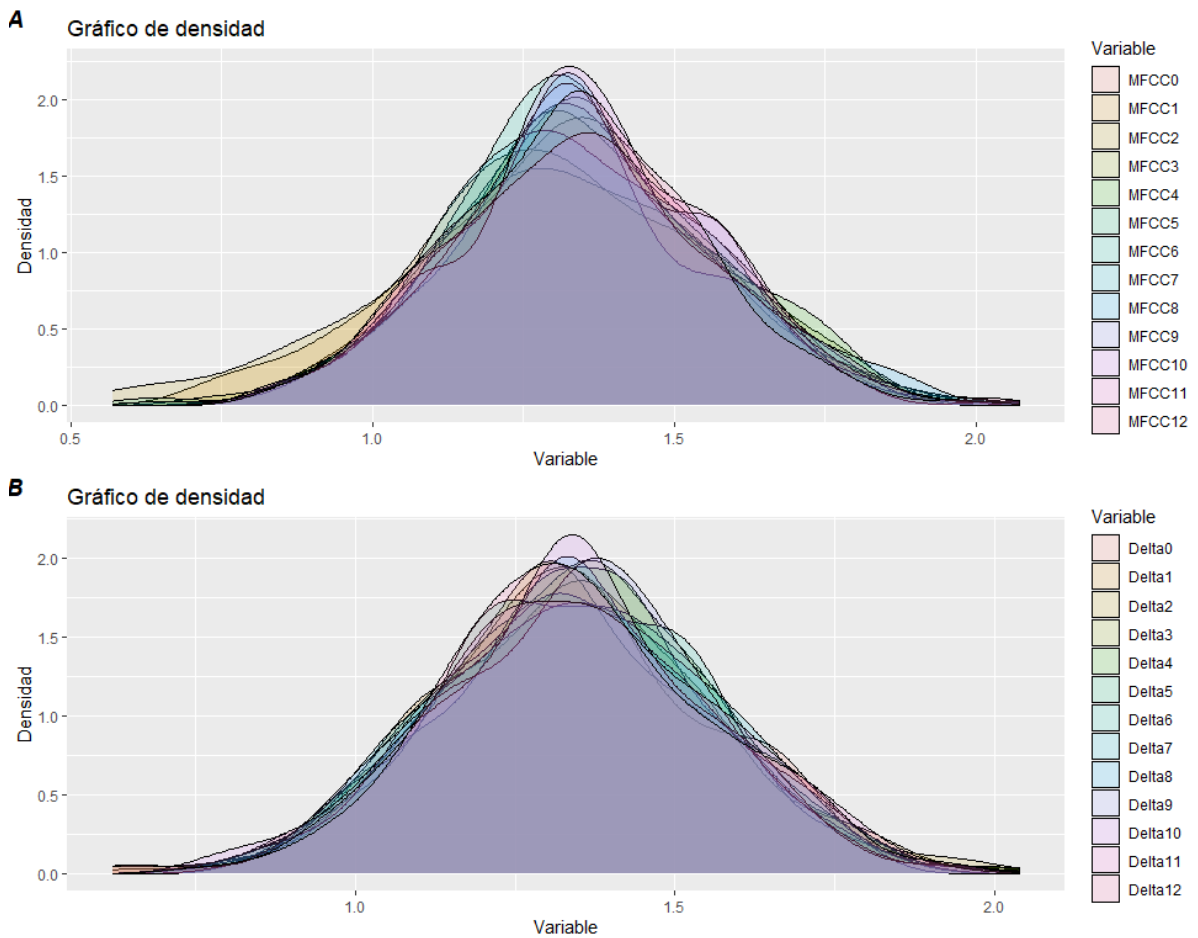 A
Gráfico de densidad
Densidad
2.0
1.5
1.0
0.5
0.0
0.5
1.0
1.5
2.0
Variable
Variable
MFCC0
MFCC1
MFCC2
MFCC3
MFCC4
MFCC5
MFCC6
MFCC7
MFCC8
MFCC9
MFCC10
MFCC11
MFCC12
B
Gráfico de densidad
Densidad
2.0
1.5
1.0
0.5
0.0
1.0
1.5
2.0
Variable
Variable
Delta0
Delta1
Delta2
Delta3
Delta4
Delta5
Delta6
Delta7
Delta8
Delta9
Delta10
Delta11
Delta12